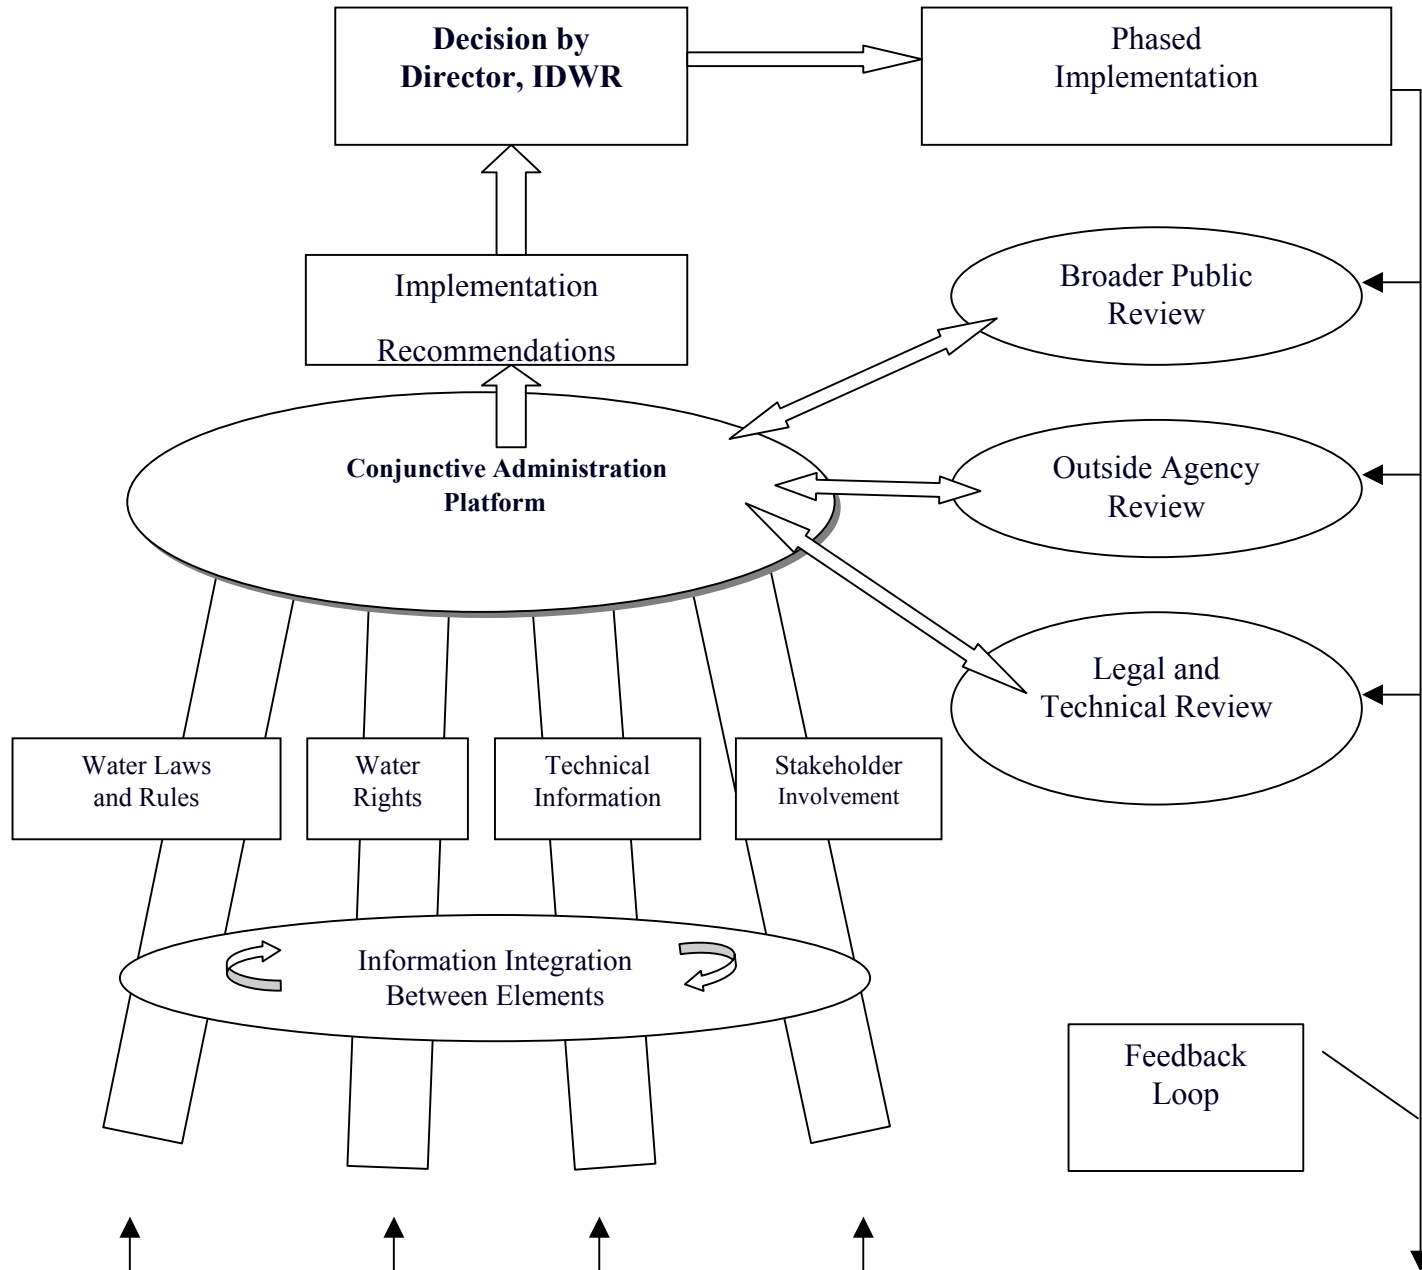 Decision by
Director, IDWR
Phased
Implementation
Implementation
Recommendations
Broader Public
Review
Conjunctive Administration
Platform
Outside Agency
Review
Legal and
Technical Review
Water Laws
and Rules
Water
Rights
Technical
Information
Stakeholder
Involvement
Information Integration
Between Elements
Feedback
Loop